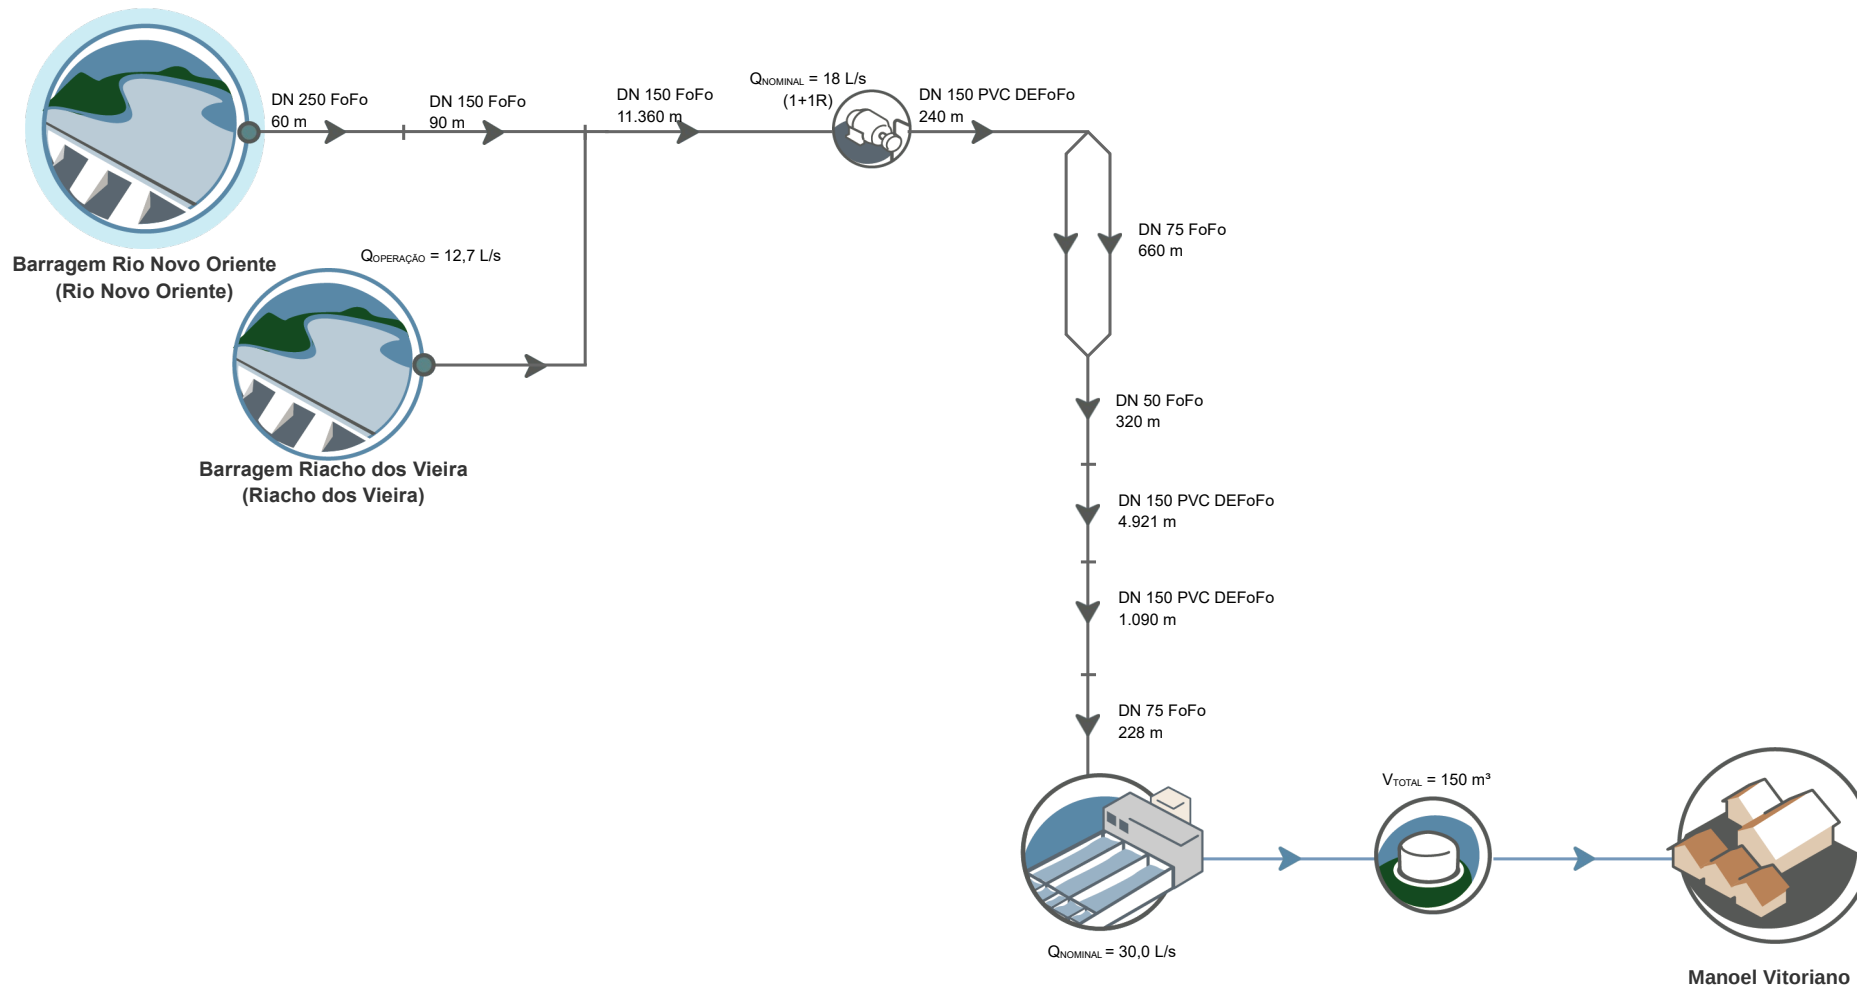 DN 250 FoFo
60 m
DN 150 FoFo
90 m
DN 150 FoFo
11.360 m
QNOMINAL = 18 L/s
(1+1R)
DN 150 PVC DEFoFo
240 m
DN 75 FoFo
660 m
Barragem Rio Novo Oriente
(Rio Novo Oriente)
QOPERAÇÃO = 12,7 L/s
Barragem Riacho dos Vieira
(Riacho dos Vieira)
DN 50 FoFo
320 m
DN 150 PVC DEFoFo
4.921 m
DN 150 PVC DEFoFo
1.090 m
DN 75 FoFo
228 m
QNOMINAL = 30,0 L/s
VTOTAL = 150 m³
Manoel Vitoriano